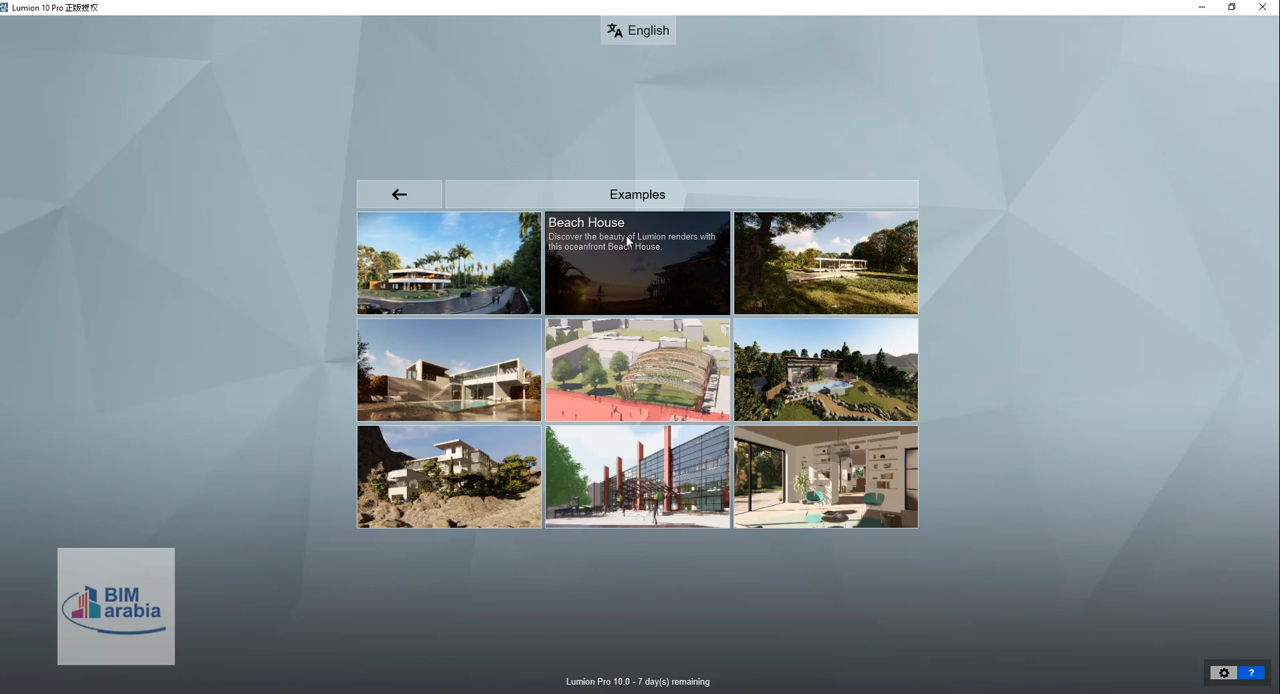 Lumion 10 Pro 正版授权
English
Examples
Beach House
Discover the beauty of Lumion renders with
this oceanfront Beach House.
BIM
arabia
Lumion Pro 10.0 - 7 day(s) remaining
?